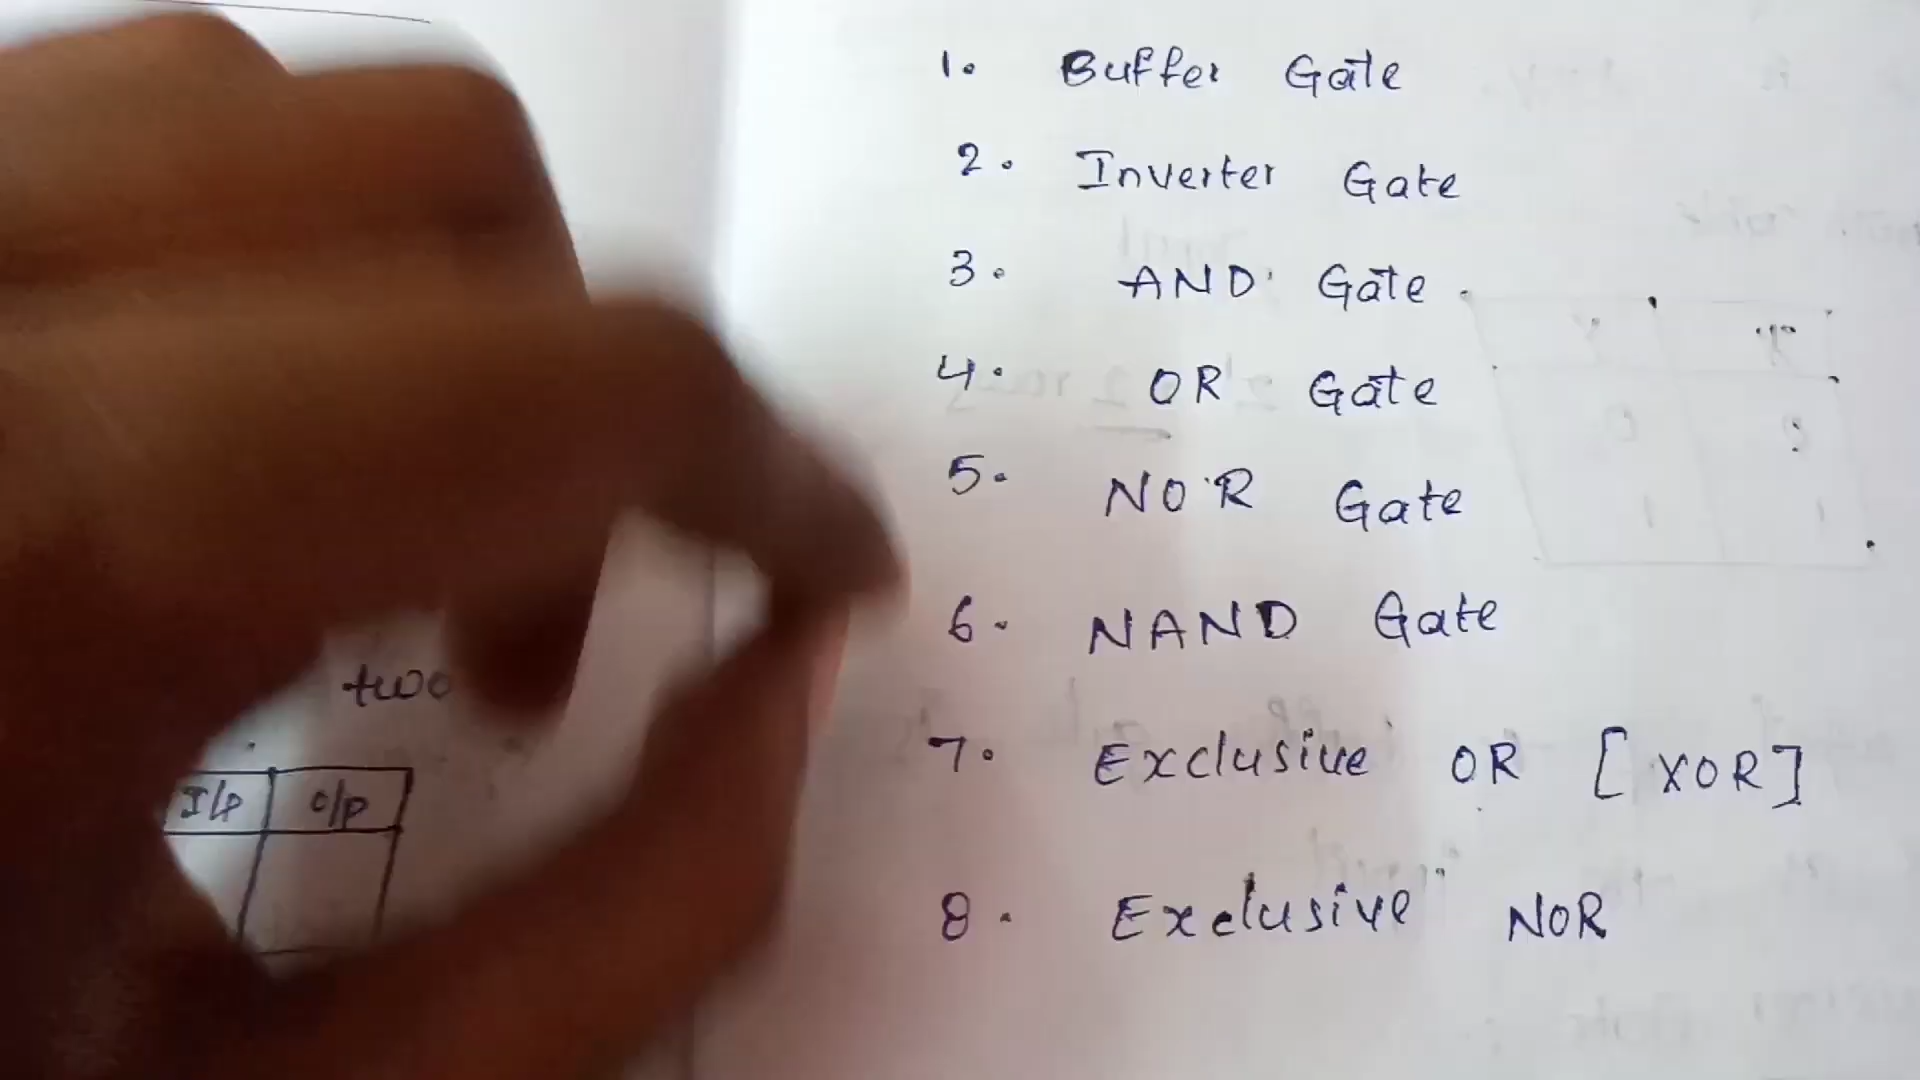 two
I/p O/p
1. Buffer Gate
2. Inverter Gate
3. AND Gate
4. OR Gate
5. NOR Gate
6. NAND Gate
7. Exclusive OR [XOR]
8. Exclusive NOR